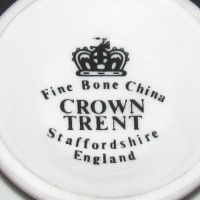 Fine Bone China
CROWN
TRENT
Staffordshire
England